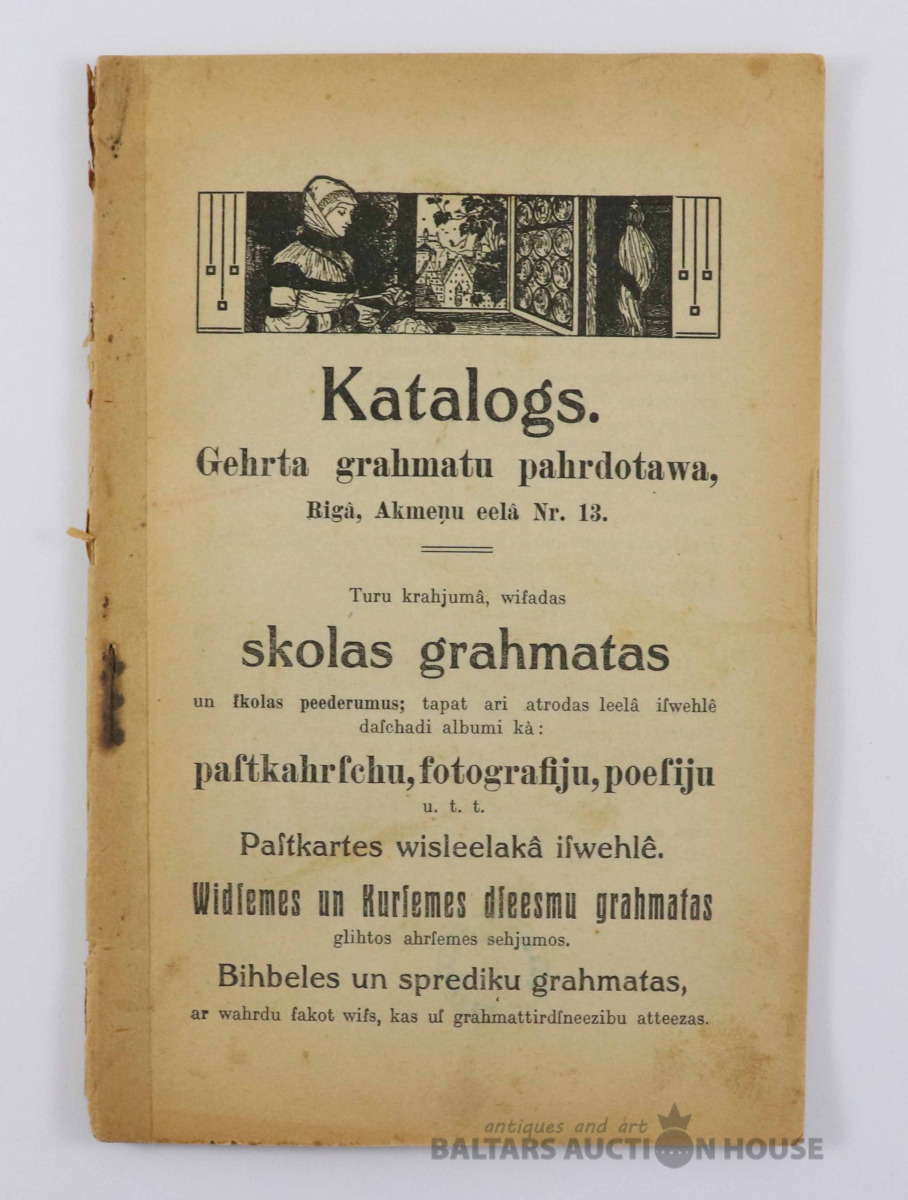 Katalogs.
Gehrta grahmatu pahrdotawa,
Rigâ, Akmeņu eelâ Nr. 13.
Turu krahjumâ, wiſadas
skolas grahmatas
un ſkolas peederumus; tapat ari atrodas leelâ iſwehlê
daſchadi albumi kà:
paſtkahrſchu, fotografiju, poeſiju
u. t. t.
Paſtkartes wisleelakâ iſwehlê.
Widſemes un Kurſemes dſeesmu grahmatas
glihtos ahrſemes sehjumos.
Bihbeles un sprediķu grahmatas,
ar wahrdu ſakot wiſs, kas uſ grahmattirdſneezibu atteezas.
antiques and art
BALTARS AUCTION HOUSE